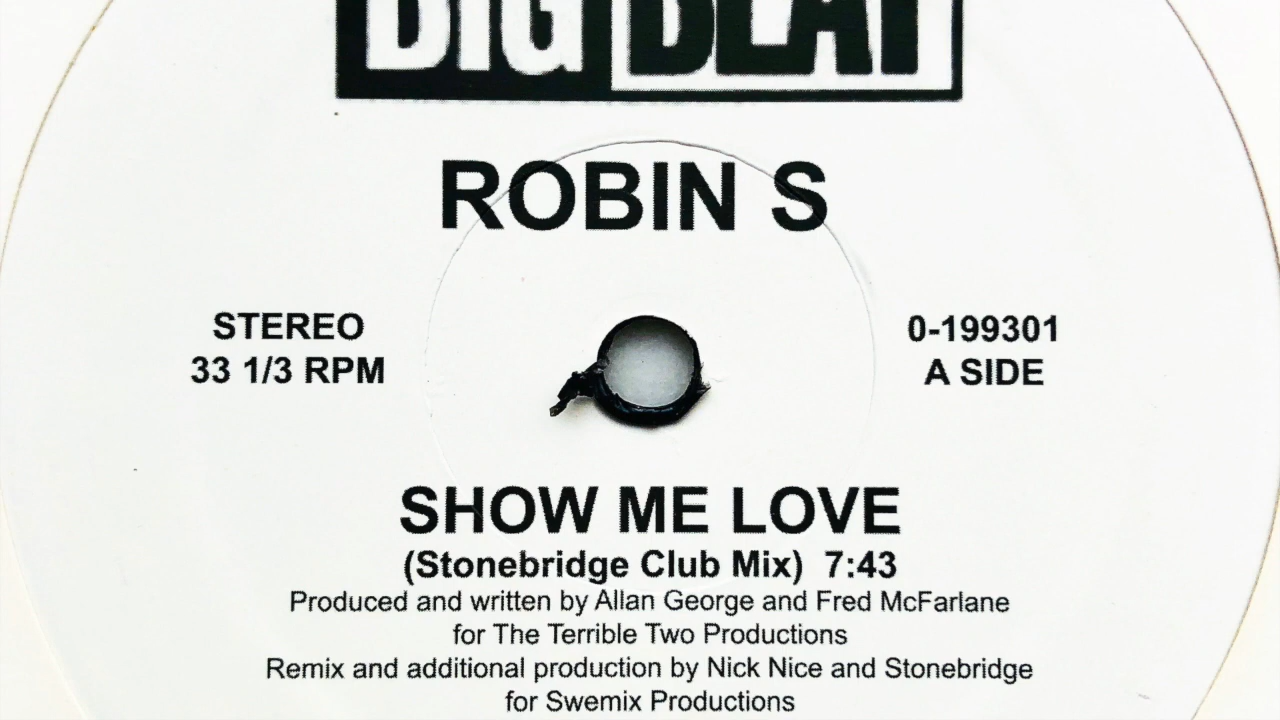 BIG BEAT
ROBIN S
STEREO
33 1/3 RPM
0-199301
A SIDE
SHOW ME LOVE
(Stonebridge Club Mix) 7:43
Produced and written by Allan George and Fred McFarlane
for The Terrible Two Productions
Remix and additional production by Nick Nice and Stonebridge
for Swemix Productions